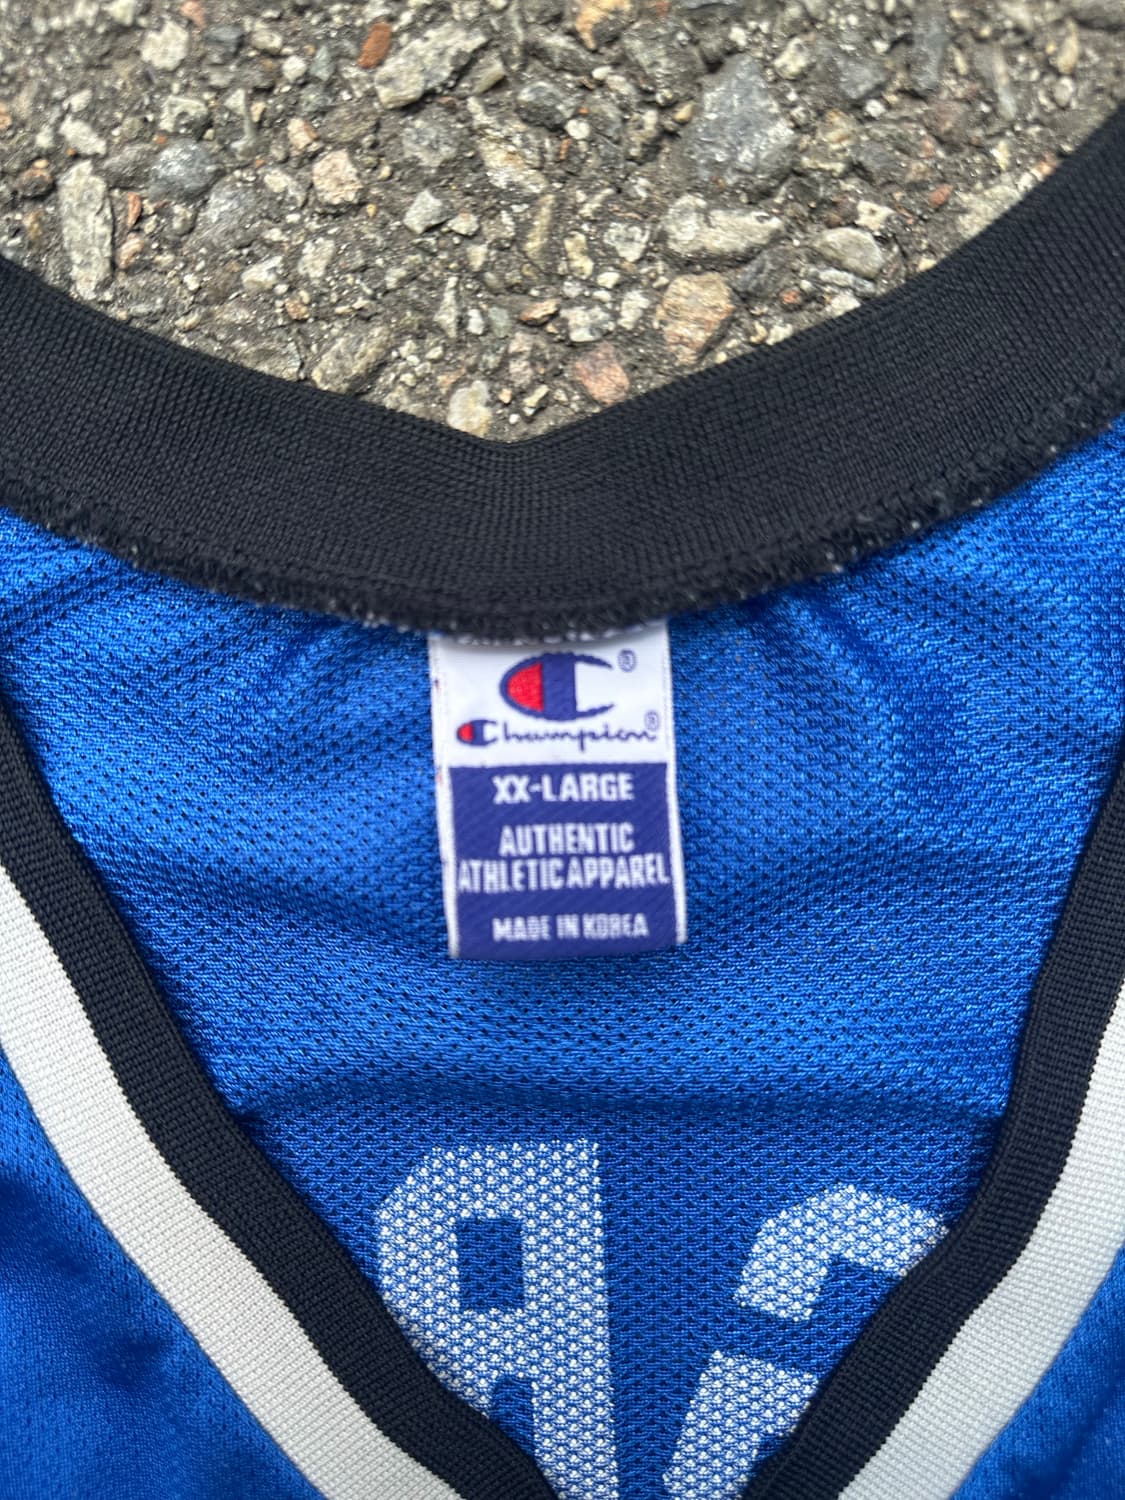 Champion
XX-LARGE
AUTHENTIC
ATHLETIC APPAREL
MADE IN KOREA